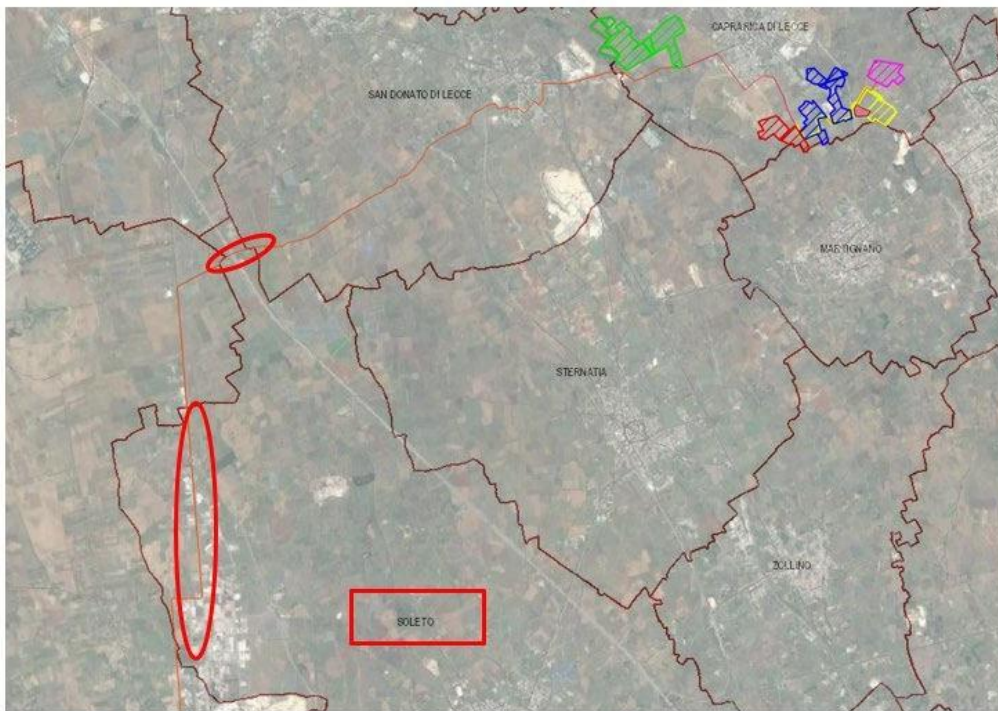 CAPRARICA DI LECCE
SAN DONATO DI LECCE
MARTIGNANO
STERNATIA
ZOLLINO
SOLETO